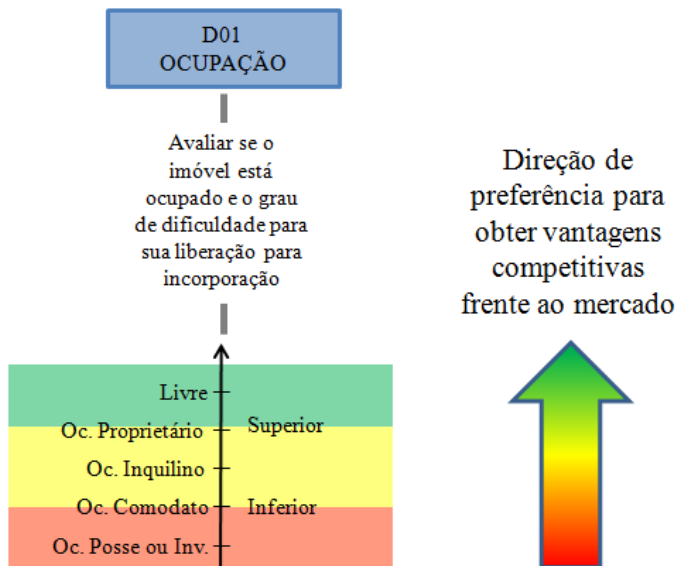 D01
OCUPAÇÃO
Avaliar se o
imóvel está
ocupado e o grau
de dificuldade para
sua liberação para
incorporação
Direção de
preferência para
obter vantagens
competitivas
frente ao mercado
Livre
Oc. Proprietário
Superior
Oc. Inquilino
Oc. Comodato
Inferior
Oc. Posse ou Inv.